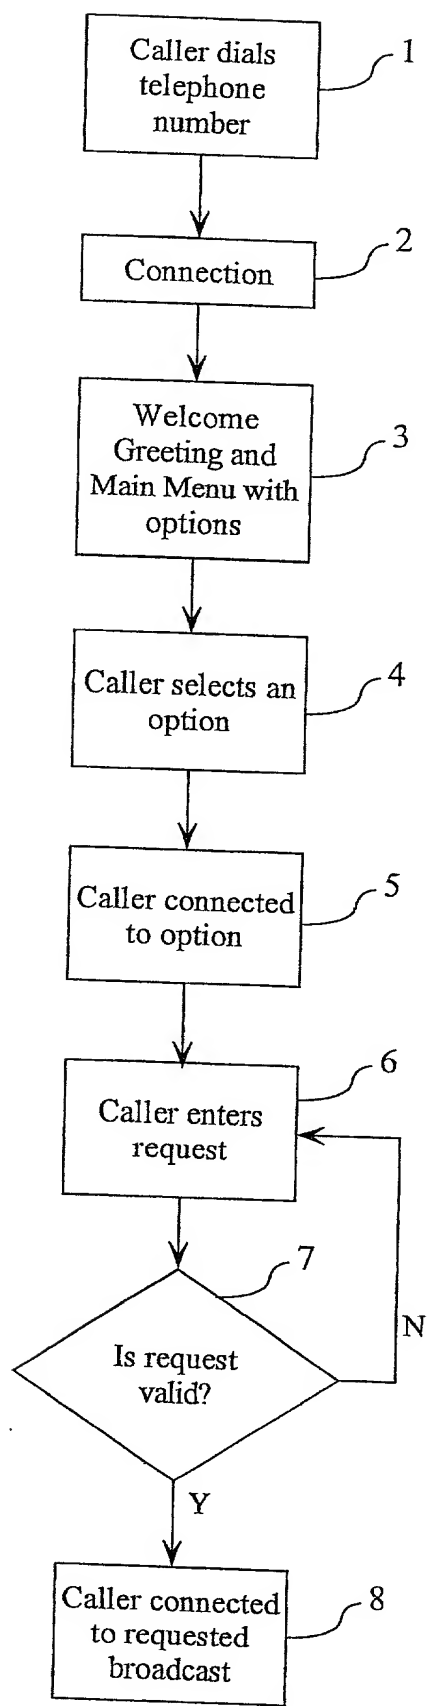 Caller dials
telephone
number
1
Connection
2
Welcome
Greeting and
Main Menu with
options
3
Caller selects an
option
4
Caller connected
to option
5
Caller enters
request
6
Is request
valid?
7
N
Y
Caller connected
to requested
broadcast
8